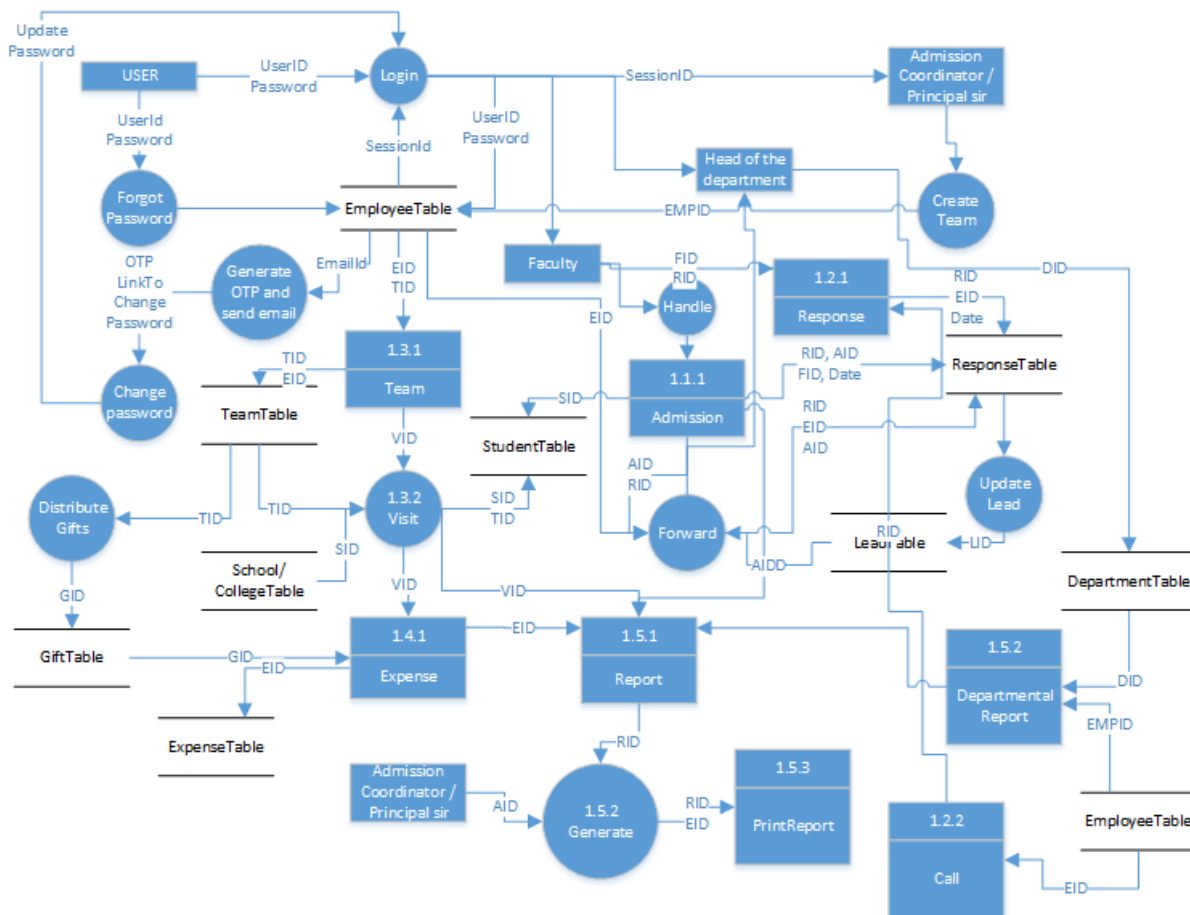 Update
Password
USER
UserID
Password
Login
SessionID
Admission
Coordinator /
Principal sir
UserId
Password
SessionId
UserID
Password
Head of the
department
Forgot
Password
EmployeeTable
EMPID
Create
Team
OTP
LinkTo
Change
Password
Generate
OTP and
send email
EmailId
EID
TID
Faculty
FID
RID
Handle
1.2.1
Response
RID
EID
Date
DID
EID
1.3.1
Team
TID
EID
Change
password
TeamTable
SID
1.1.1
Admission
RID, AID
FID, Date
ResponseTable
VID
StudentTable
RID
EID
AID
AID
RID
Distribute
Gifts
TID
TID
1.3.2
Visit
SID
TID
Forward
Update
Lead
RID
LeadTable
LID
SID
School/
CollegeTable
AIDD
DepartmentTable
GID
VID
VID
GiftTable
GID
EID
1.4.1
Expense
EID
1.5.1
Report
1.5.2
Departmental
Report
DID
EMPID
ExpenseTable
RID
Admission
Coordinator /
Principal sir
AID
1.5.2
Generate
RID
EID
1.5.3
PrintReport
1.2.2
Call
EmployeeTable
EID